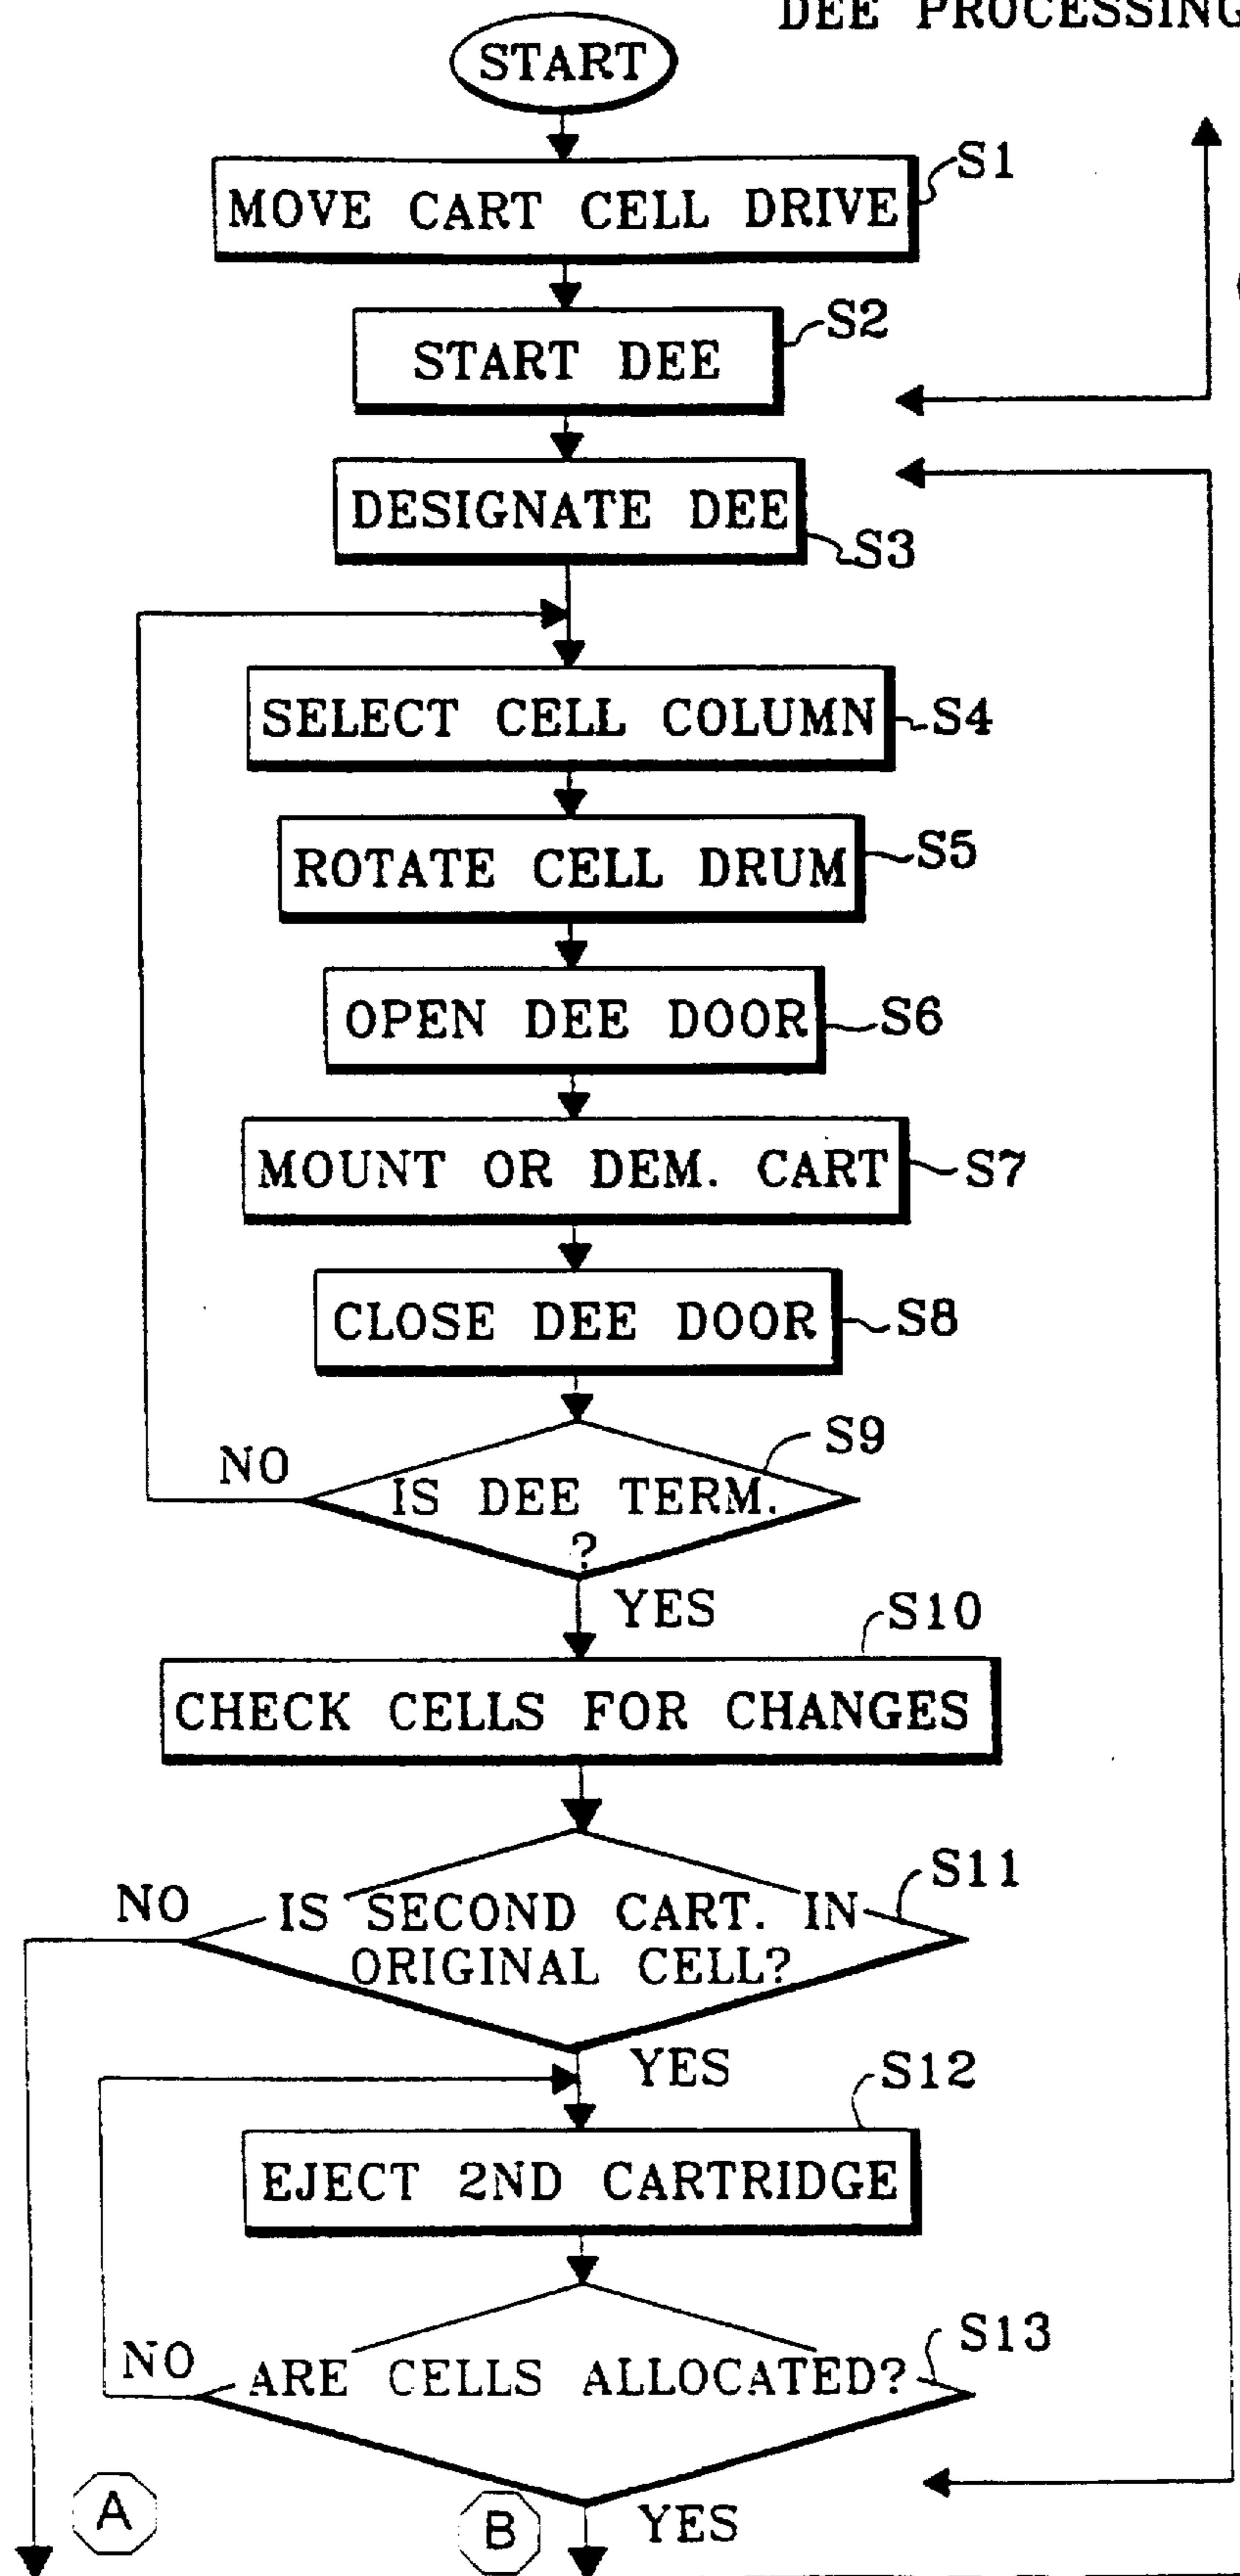 DEE PROCESSING
START
S1
MOVE CART CELL DRIVE
S2
START DEE
DESIGNATE DEE
S3
SELECT CELL COLUMN
S4
S5
ROTATE CELL DRUM
OPEN DEE DOOR
S6
MOUNT OR DEM. CART
S7
CLOSE DEE DOOR
S8
S9
NO
IS DEE TERM.
?
YES
S10
CHECK CELLS FOR CHANGES
S11
NO
IS SECOND CART. IN
ORIGINAL CELL?
YES
S12
EJECT 2ND CARTRIDGE
S13
NO
ARE CELLS ALLOCATED?
A
B
YES